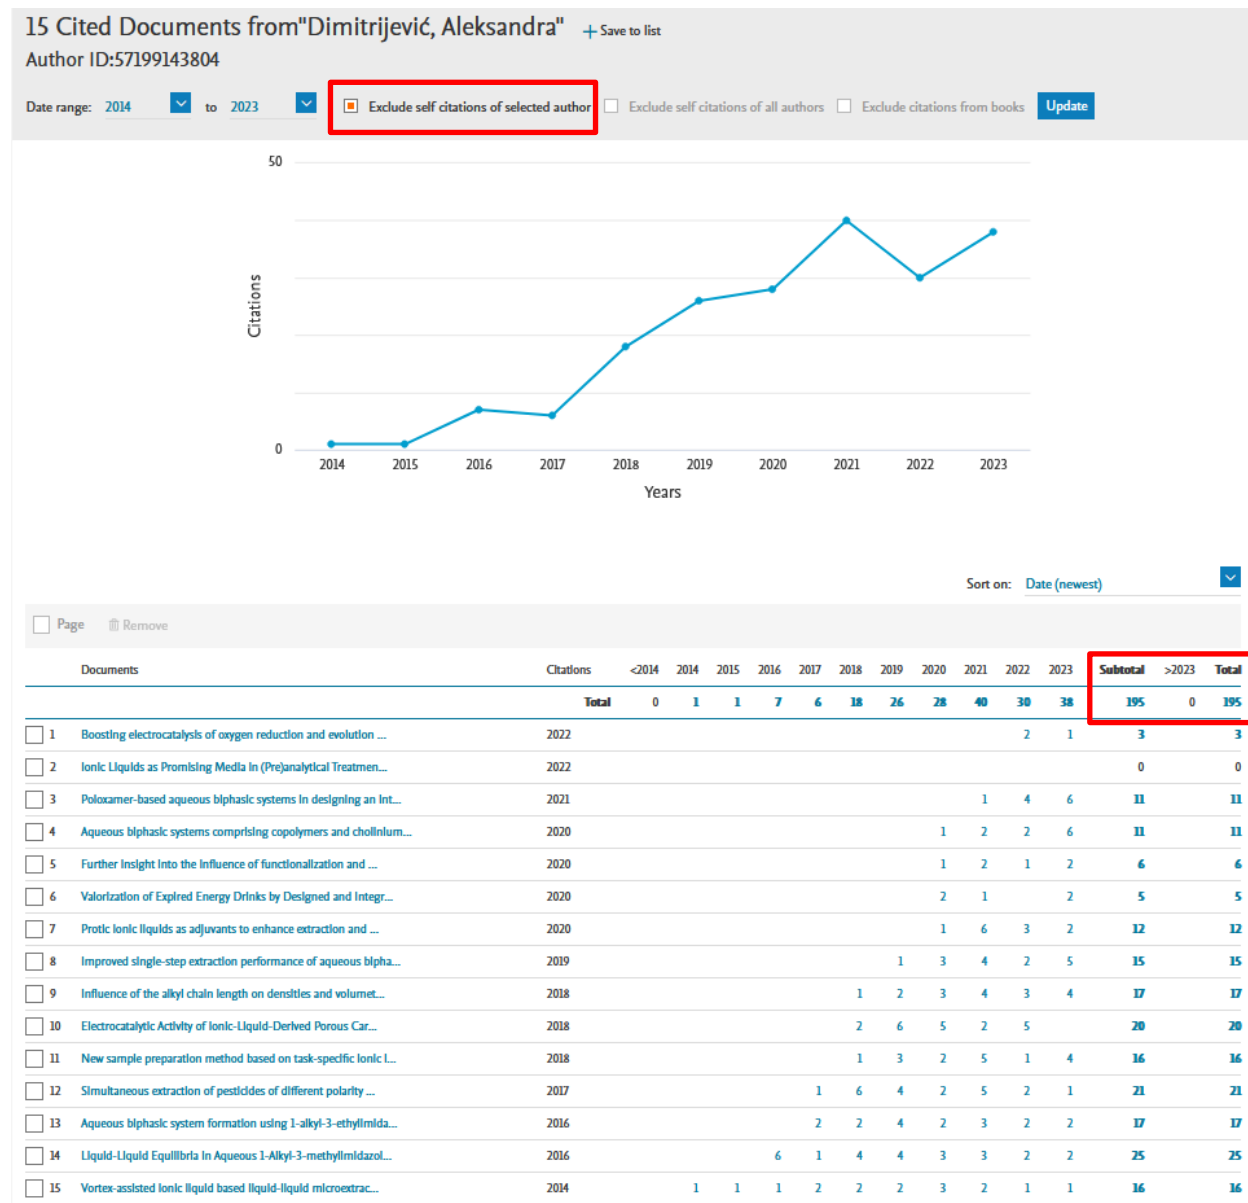 15 Cited Documents from"Dimitrijević, Aleksandra" + Save to list
Author ID:57199143804
Date range: 2014 to 2023 Exclude self citations of selected author Exclude self citations of all authors Exclude citations from books Update
50
Citations
0
2014 2015 2016 2017 2018 2019 2020 2021 2022 2023
Years
Sort on: Date (newest)
Page Remove
Documents Citations <2014 2014 2015 2016 2017 2018 2019 2020 2021 2022 2023 Subtotal >2023 Total
Total 0 1 1 7 6 18 26 28 40 30 38 195 0 195
1 Boosting electrocatalysis of oxygen reduction and evolution ... 2022 2 1 3 3
2 Ionic Liquids as Promising Media in (Pre)analytical Treatmen... 2022 0 0
3 Poloxamer-based aqueous biphasic systems in designing an int... 2021 1 4 6 11 11
4 Aqueous biphasic systems comprising copolymers and cholinium... 2020 1 2 2 6 11 11
5 Further insight into the influence of functionalization and ... 2020 1 2 1 2 6 6
6 Valorization of Expired Energy Drinks by Designed and Integr... 2020 2 1 2 5 5
7 Protic ionic liquids as adjuvants to enhance extraction and ... 2020 1 6 3 2 12 12
8 Improved single-step extraction performance of aqueous bipha... 2019 1 3 4 2 5 15 15
9 Influence of the alkyl chain length on densities and volumet... 2018 1 2 3 4 3 4 17 17
10 Electrocatalytic Activity of Ionic-Liquid-Derived Porous Car... 2018 2 6 5 2 5 20 20
11 New sample preparation method based on task-specific ionic l... 2018 1 3 2 5 1 4 16 16
12 Simultaneous extraction of pesticides of different polarity ... 2017 1 6 4 2 5 2 1 21 21
13 Aqueous biphasic system formation using 1-alkyl-3-ethylimida... 2016 2 2 4 2 3 2 2 17 17
14 Liquid-Liquid Equilibria in Aqueous 1-Alkyl-3-methylimidazol... 2016 6 1 4 4 3 3 2 2 25 25
15 Vortex-assisted ionic liquid based liquid-liquid microextrac... 2014 1 1 1 2 2 2 3 2 1 1 16 16